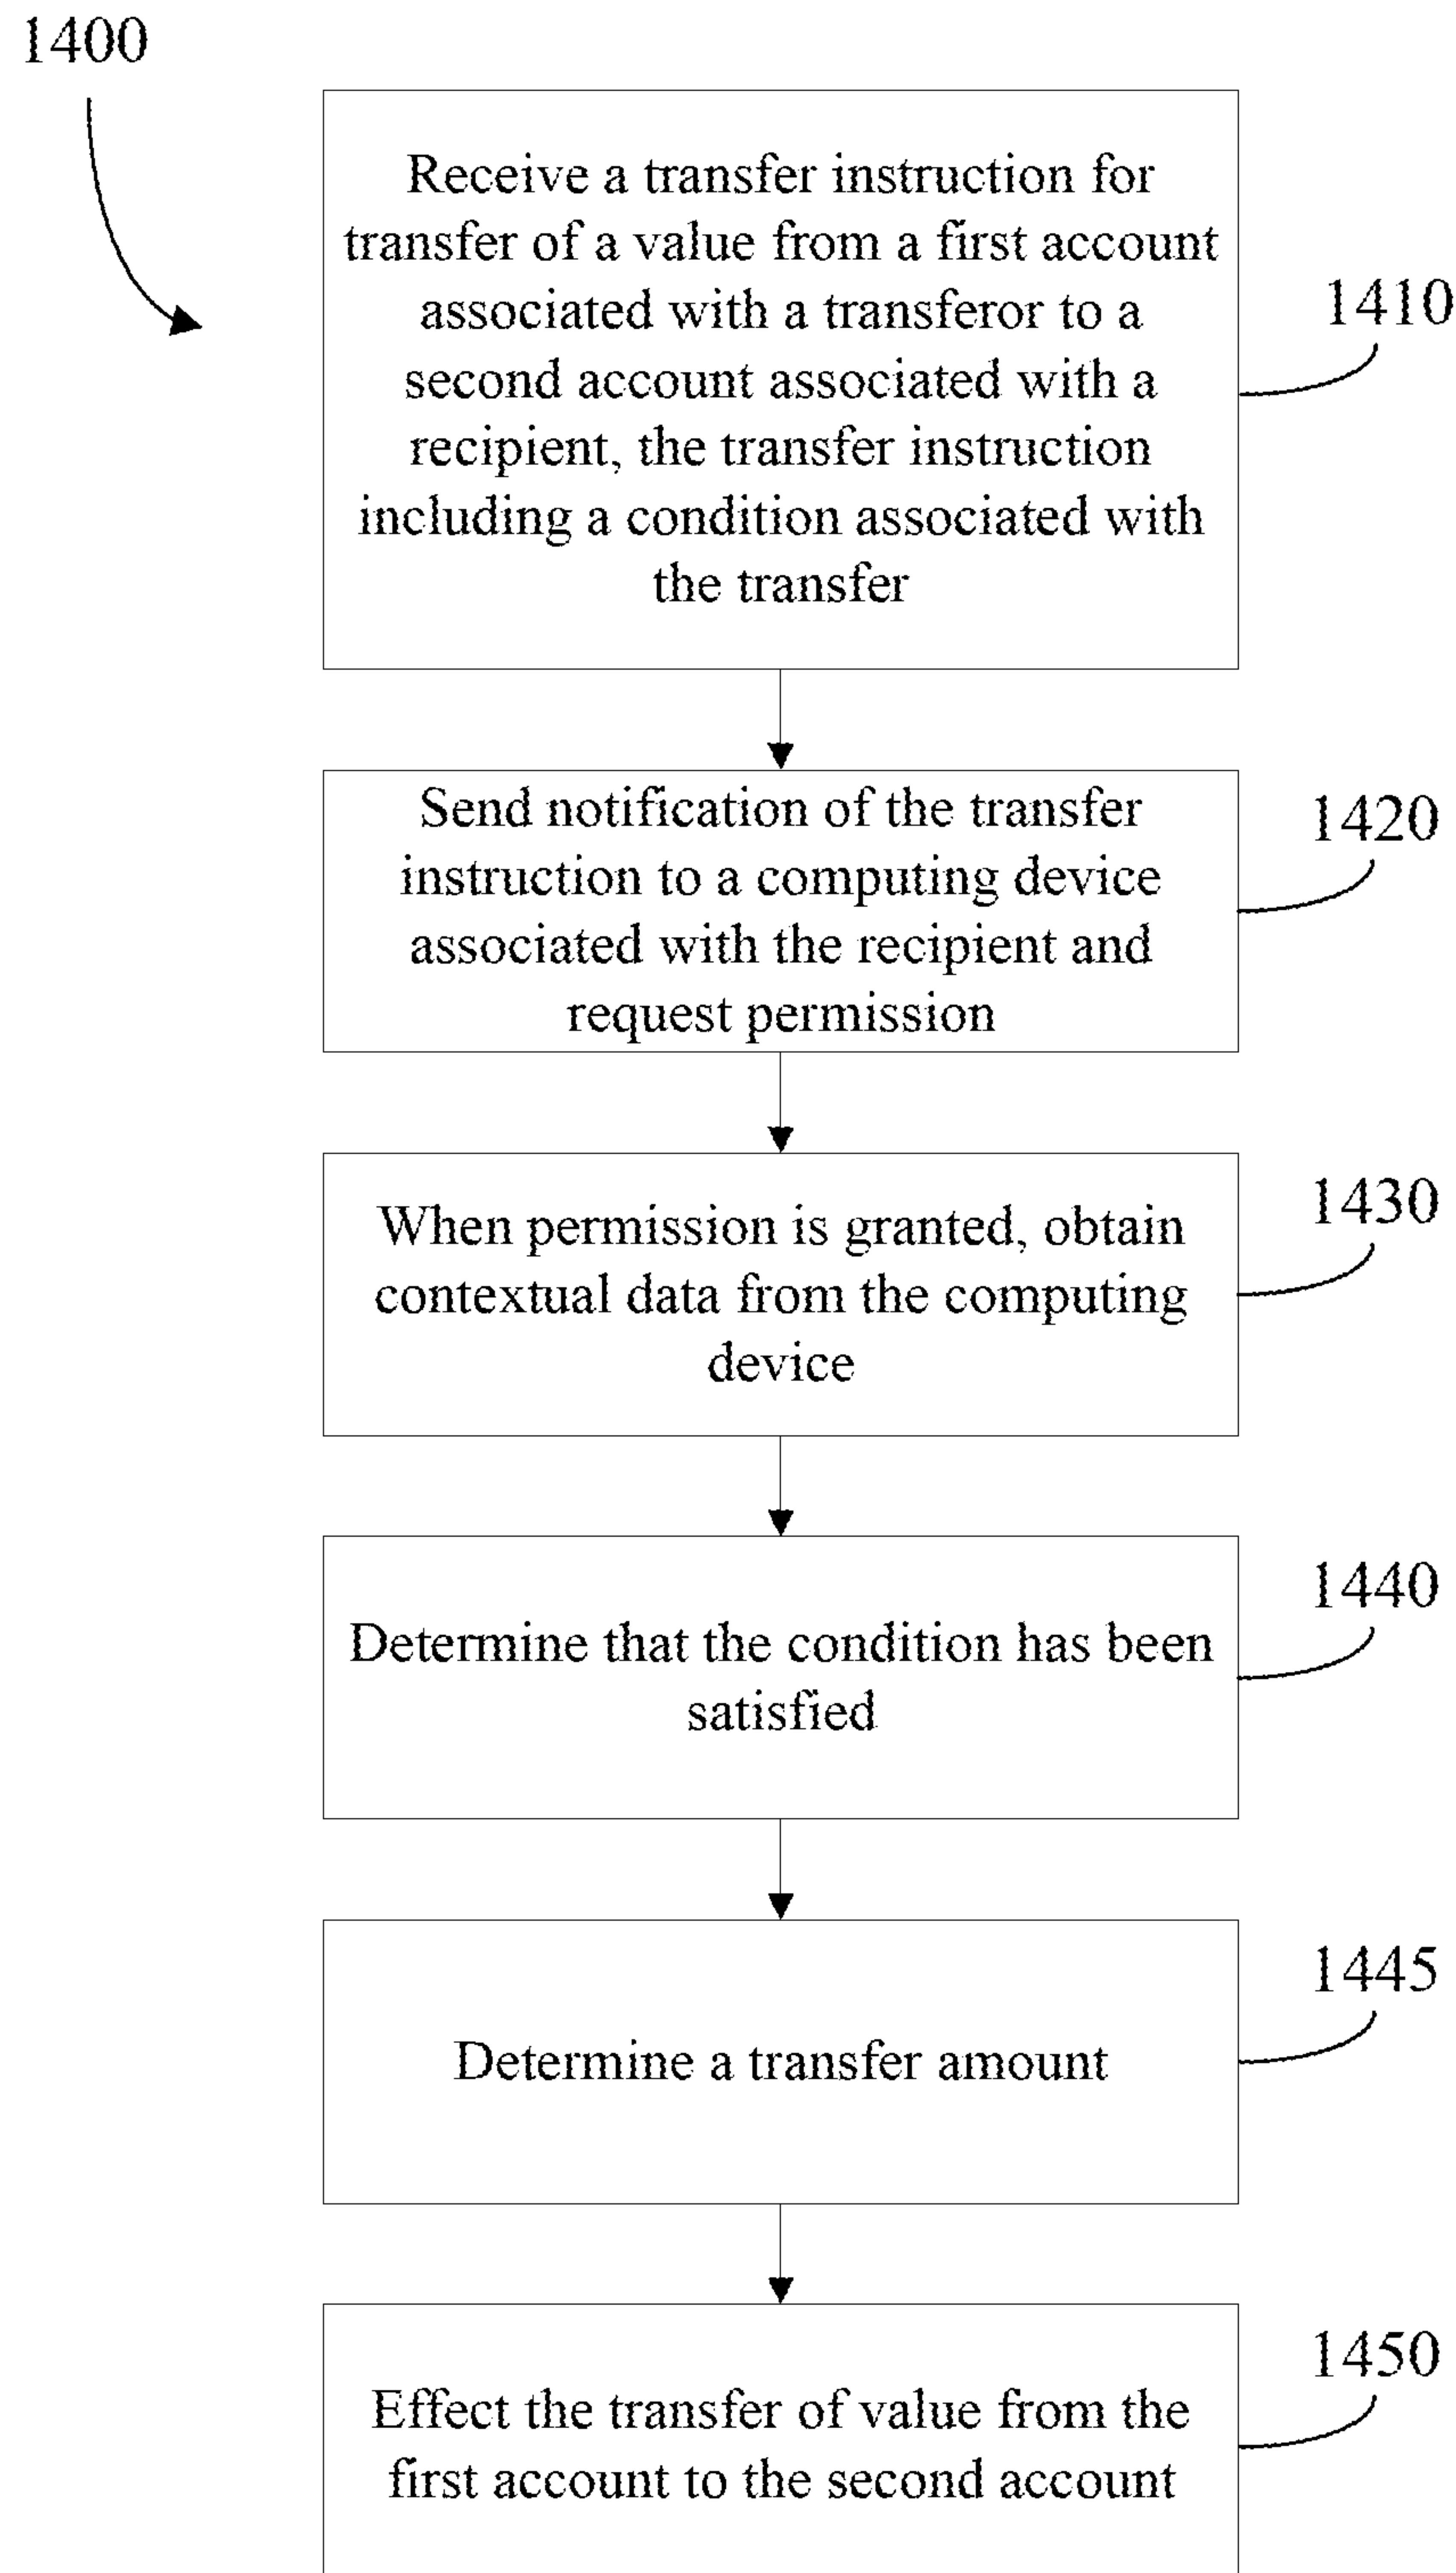 1400
Receive a transfer instruction for
transfer of a value from a first account
associated with a transferor to a
second account associated with a
recipient, the transfer instruction
including a condition associated with
the transfer
1410
Send notification of the transfer
instruction to a computing device
associated with the recipient and
request permission
1420
When permission is granted, obtain
contextual data from the computing
device
1430
Determine that the condition has been
satisfied
1440
Determine a transfer amount
1445
Effect the transfer of value from the
first account to the second account
1450